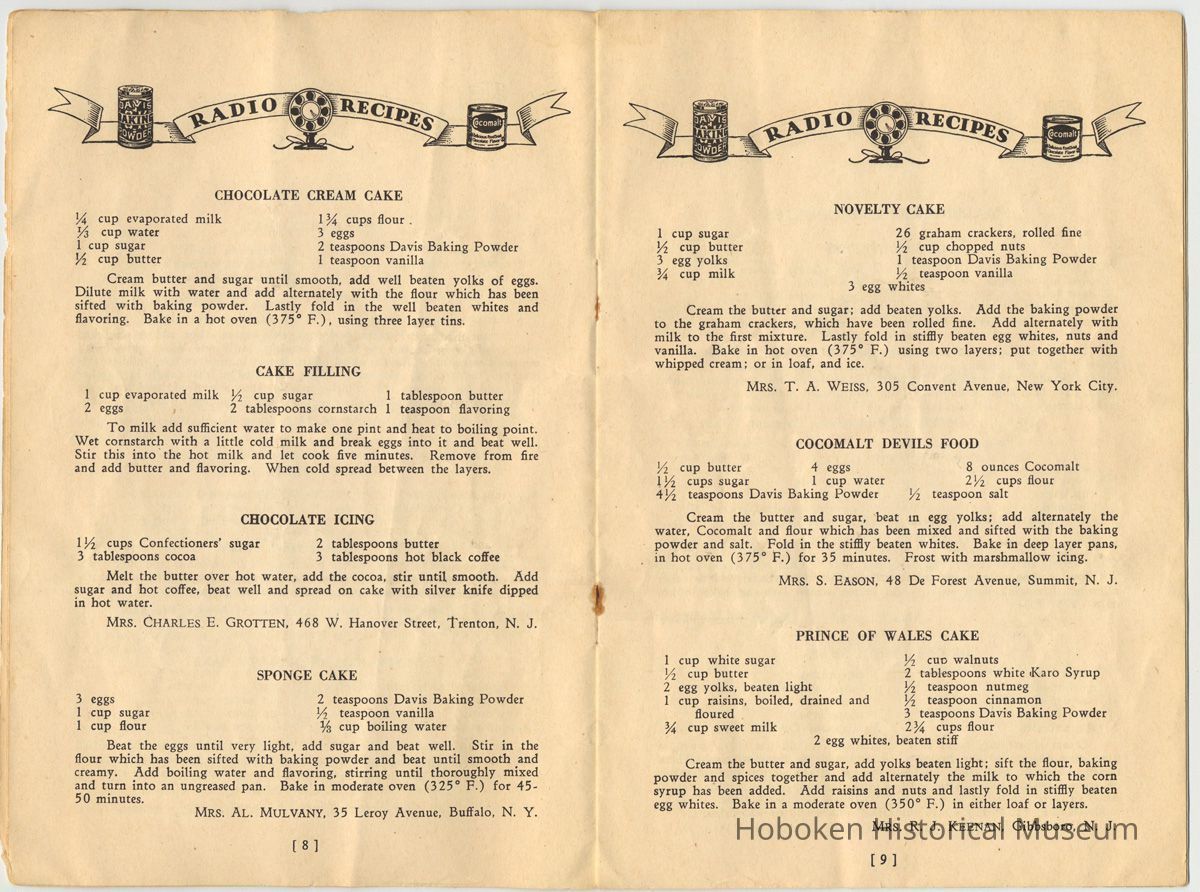 DAVIS BAKING POWDER
RADIO RECIPES
Cocomalt
CHOCOLATE CREAM CAKE
¼ cup evaporated milk 1¾ cups flour .
⅓ cup water 3 eggs
1 cup sugar 2 teaspoons Davis Baking Powder
½ cup butter 1 teaspoon vanilla
Cream butter and sugar until smooth, add well beaten yolks of eggs.
Dilute milk with water and add alternately with the flour which has been
sifted with baking powder. Lastly fold in the well beaten whites and
flavoring. Bake in a hot oven (375° F.), using three layer tins.
CAKE FILLING
1 cup evaporated milk ½ cup sugar 1 tablespoon butter
2 eggs 2 tablespoons cornstarch 1 teaspoon flavoring
To milk add sufficient water to make one pint and heat to boiling point.
Wet cornstarch with a little cold milk and break eggs into it and beat well.
Stir this into the hot milk and let cook five minutes. Remove from fire
and add butter and flavoring. When cold spread between the layers.
CHOCOLATE ICING
1½ cups Confectioners' sugar 2 tablespoons butter
3 tablespoons cocoa 3 tablespoons hot black coffee
Melt the butter over hot water, add the cocoa, stir until smooth. Add
sugar and hot coffee, beat well and spread on cake with silver knife dipped
in hot water.
MRS. CHARLES E. GROTTEN, 468 W. Hanover Street, Trenton, N. J.
SPONGE CAKE
3 eggs 2 teaspoons Davis Baking Powder
1 cup sugar ½ teaspoon vanilla
1 cup flour ⅛ cup boiling water
Beat the eggs until very light, add sugar and beat well. Stir in the
flour which has been sifted with baking powder and beat until smooth and
creamy. Add boiling water and flavoring, stirring until thoroughly mixed
and turn into an ungreased pan. Bake in moderate oven (325° F.) for 45-
50 minutes.
MRS. AL. MULVANY, 35 Leroy Avenue, Buffalo, N. Y.
[ 8 ]
DAVIS BAKING POWDER
RADIO RECIPES
Cocomalt
NOVELTY CAKE
1 cup sugar 26 graham crackers, rolled fine
½ cup butter ½ cup chopped nuts
3 egg yolks 1 teaspoon Davis Baking Powder
¾ cup milk ½ teaspoon vanilla
3 egg whites
Cream the butter and sugar; add beaten yolks. Add the baking powder
to the graham crackers, which have been rolled fine. Add alternately with
milk to the first mixture. Lastly fold in stiffly beaten egg whites, nuts and
vanilla. Bake in hot oven (375° F.) using two layers; put together with
whipped cream; or in loaf, and ice.
MRS. T. A. WEISS, 305 Convent Avenue, New York City.
COCOMALT DEVILS FOOD
½ cup butter 4 eggs 8 ounces Cocomalt
1½ cups sugar 1 cup water 2½ cups flour
4½ teaspoons Davis Baking Powder ½ teaspoon salt
Cream the butter and sugar, beat in egg yolks; add alternately the
water, Cocomalt and flour which has been mixed and sifted with the baking
powder and salt. Fold in the stiffly beaten whites. Bake in deep layer pans,
in hot oven (375° F.) for 35 minutes. Frost with marshmallow icing.
MRS. S. EASON, 48 De Forest Avenue, Summit, N. J.
PRINCE OF WALES CAKE
1 cup white sugar ½ cup walnuts
½ cup butter 2 tablespoons white Karo Syrup
2 egg yolks, beaten light ½ teaspoon nutmeg
1 cup raisins, boiled, drained and ½ teaspoon cinnamon
floured 3 teaspoons Davis Baking Powder
¾ cup sweet milk 2¾ cups flour
2 egg whites, beaten stiff
Cream the butter and sugar, add yolks beaten light; sift the flour, baking
powder and spices together and add alternately the milk to which the corn
syrup has been added. Add raisins and nuts and lastly fold in stiffly beaten
egg whites. Bake in a moderate oven (350° F.) in either loaf or layers.
MRS. R. J. KEENAN, Gibbsboro, N. J.
Hoboken Historical Museum
[ 9 ]